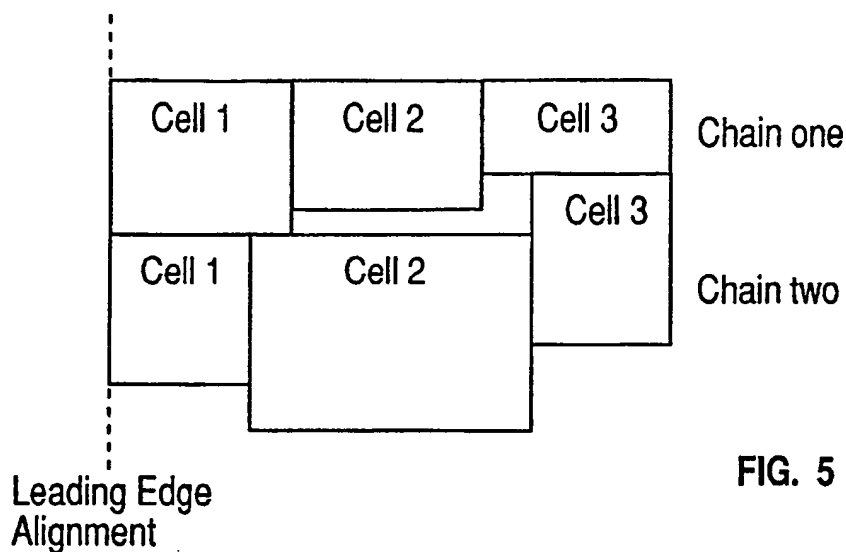 Cell 1
Cell 2
Cell 3
Chain one
Cell 3
Cell 1
Cell 2
Chain two
FIG. 5
Leading Edge
Alignment